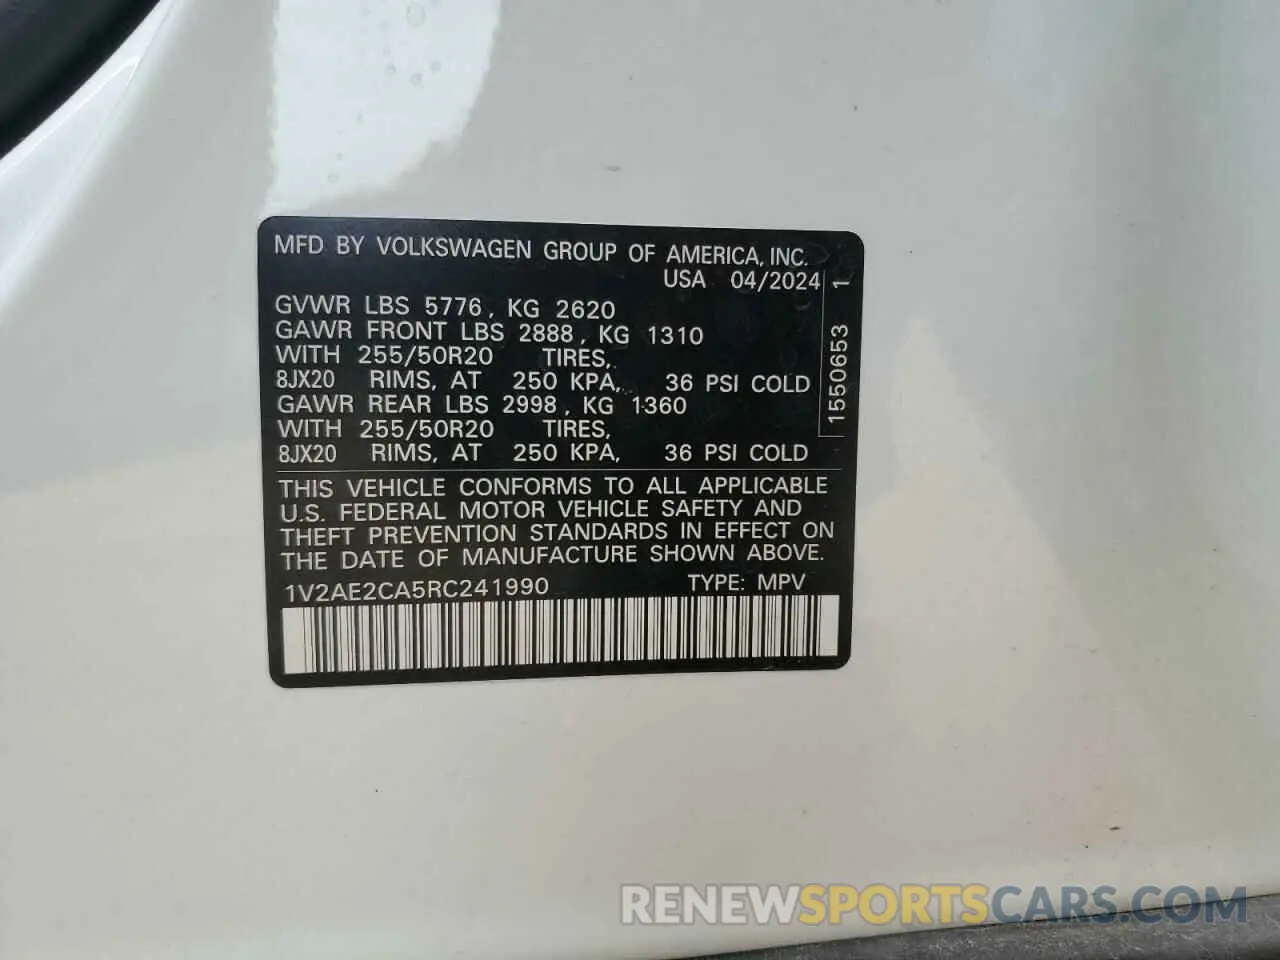 MFD BY VOLKSWAGEN GROUP OF AMERICA, INC.
USA 04/2024
GVWR LBS 5776, KG 2620
GAWR FRONT LBS 2888, KG 1310
WITH 255/50R20 TIRES,
8JX20 RIMS, AT 250 KPA, 36 PSI COLD
GAWR REAR LBS 2998, KG 1360
WITH 255/50R20 TIRES,
8JX20 RIMS, AT 250 KPA, 36 PSI COLD
1550653 1
THIS VEHICLE CONFORMS TO ALL APPLICABLE
U.S. FEDERAL MOTOR VEHICLE SAFETY AND
THEFT PREVENTION STANDARDS IN EFFECT ON
THE DATE OF MANUFACTURE SHOWN ABOVE.
1V2AE2CA5RC241990 TYPE: MPV
RENEWSPORTSCARS.COM